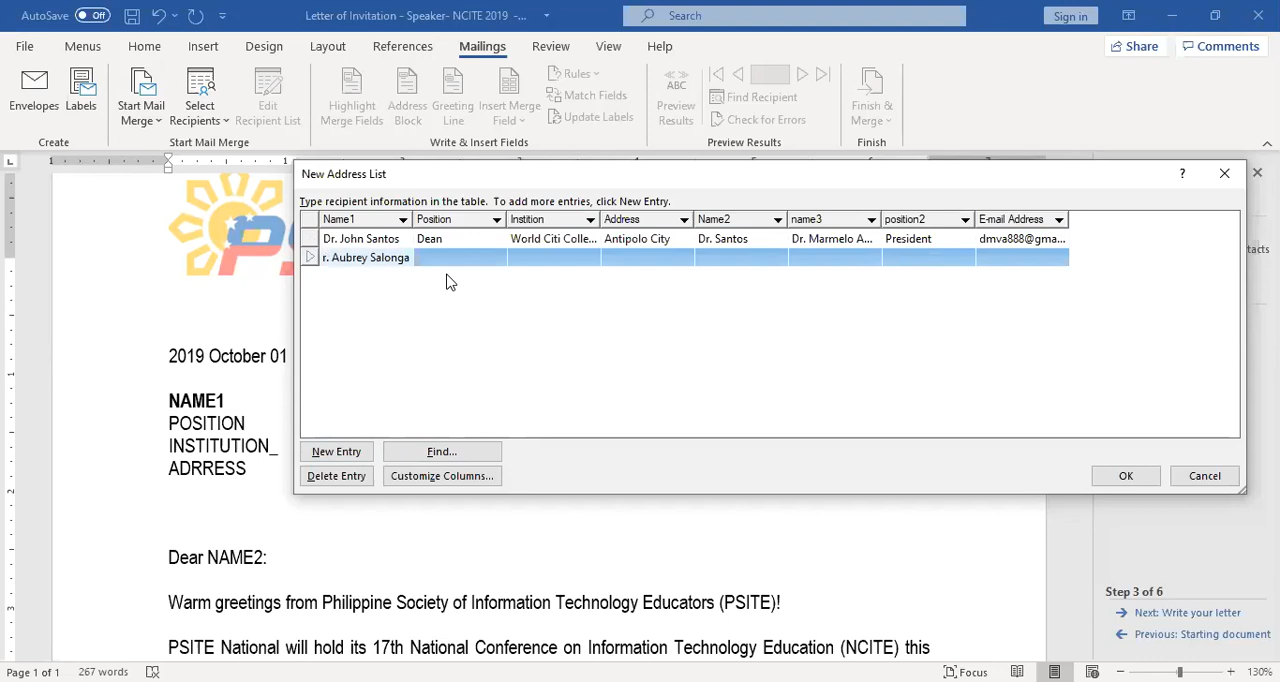 AutoSave Off Letter of Invitation - Speaker- NCITE 2019 -... Search Sign in
File Menus Home Insert Design Layout References Mailings Review View Help Share Comments
Envelopes Labels Start Mail Merge Select Recipients Edit Recipient List Highlight Merge Fields Address Block Greeting Line Insert Merge Field Rules Match Fields Update Labels ABC Preview Results Find Recipient Check for Errors Finish & Merge
Create Start Mail Merge Write & Insert Fields Preview Results Finish
New Address List ?
Type recipient information in the table. To add more entries, click New Entry.
Name1 Position Instition Address Name2 name3 position2 E-mail Address
Dr. John Santos Dean World Citi Colle... Antipolo City Dr. Santos Dr. Marmelo A... President dmva888@gma...
r. Aubrey Salonga
tacts
2019 October 01
NAME1
POSITION
INSTITUTION_
ADRRESS
New Entry Find...
Delete Entry Customize Columns... OK Cancel
Dear NAME2:
Warm greetings from Philippine Society of Information Technology Educators (PSITE)!
PSITE National will hold its 17th National Conference on Information Technology Education (NCITE) this
Step 3 of 6
Next: Write your letter
Previous: Starting document
Page 1 of 1 267 words Focus 130%